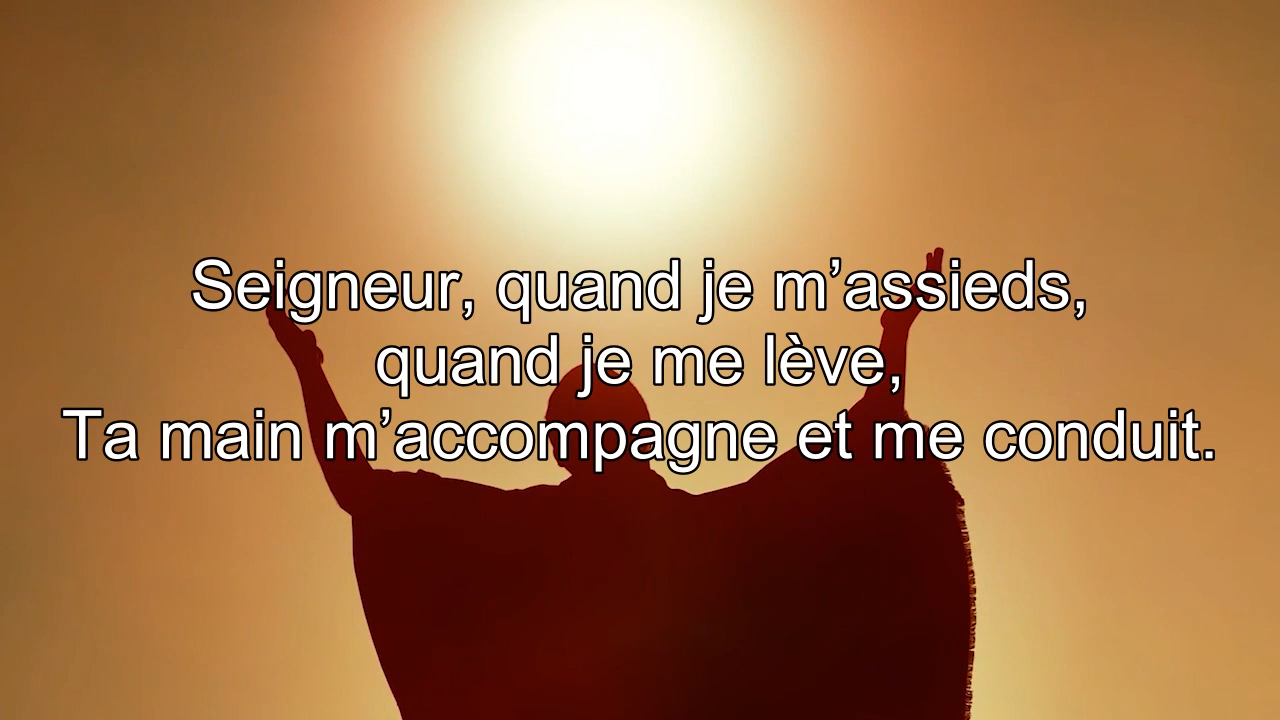 Seigneur, quand je m’assieds,
quand je me lève,
Ta main m’accompagne et me conduit.